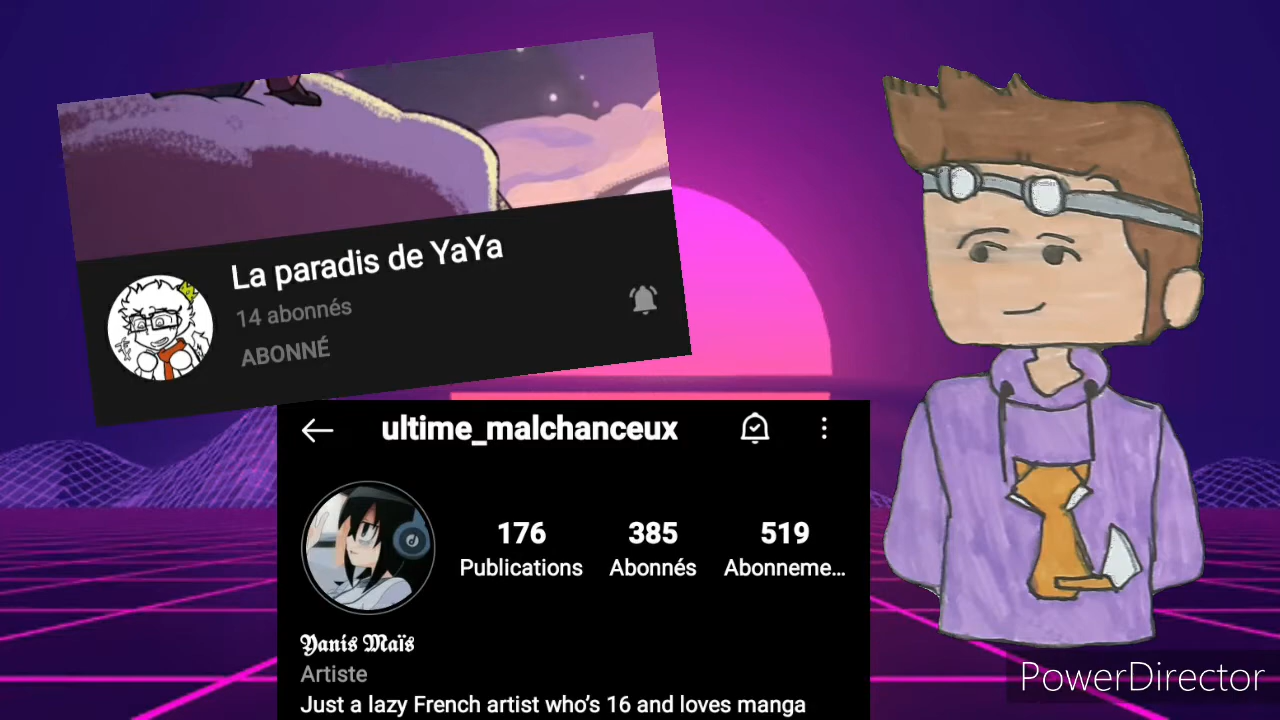 La paradis de YaYa
14 abonnés
ABONNÉ
ultime_malchanceux
176
385
519
Publications
Abonnés
Abonneme...
𝖄𝖆𝖓𝖎𝖘 𝕸𝖆ï𝖘
Artiste
Just a lazy French artist who's 16 and loves manga
PowerDirector